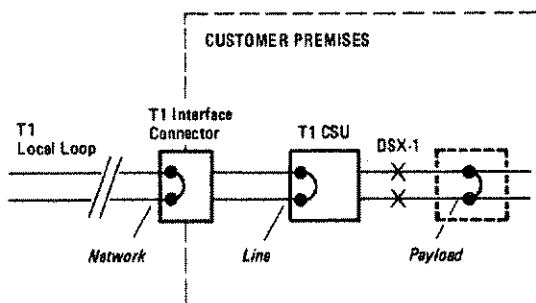 CUSTOMER PREMISES
T1 Interface
Connector
T1 CSU
DSX-1
T1
Local Loop
Network
Line
Payload